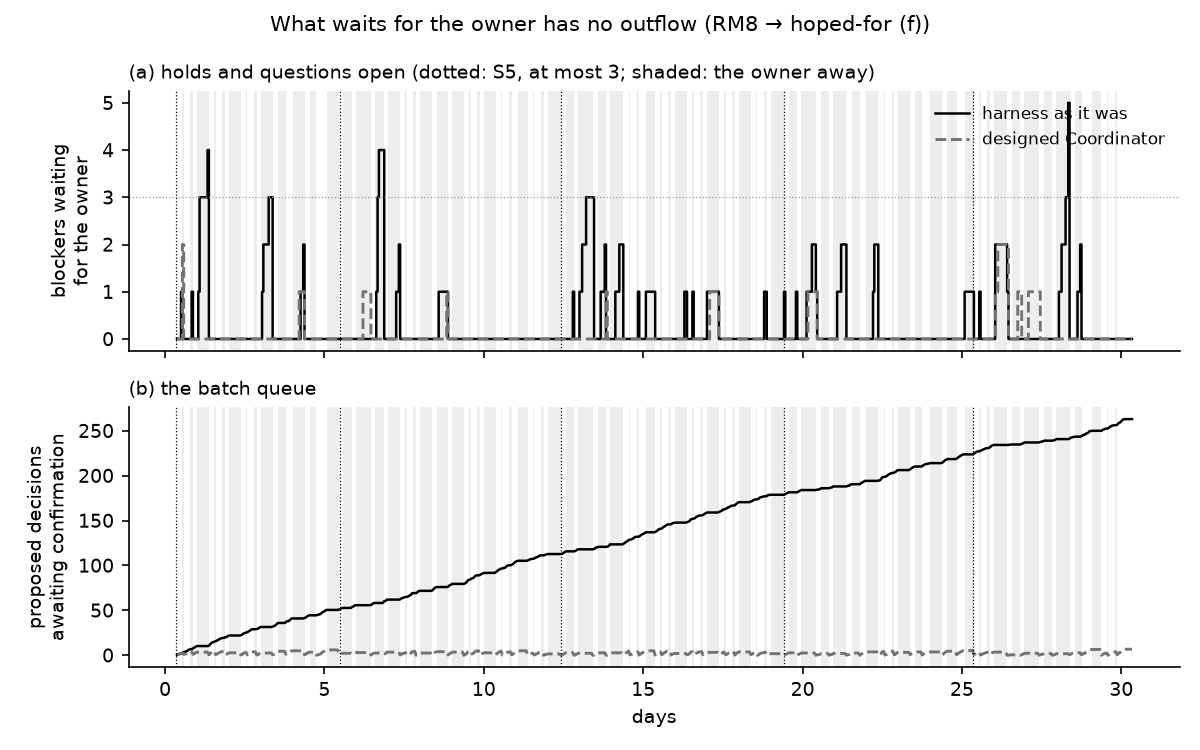 What waits for the owner has no outflow (RM8 → hoped-for (f))
(a) holds and questions open (dotted: S5, at most 3; shaded: the owner away)
blockers waiting
for the owner
5
4
3
2
1
0
harness as it was
designed Coordinator
(b) the batch queue
proposed decisions
awaiting confirmation
250
200
150
100
50
0
0
5
10
15
20
25
30
days